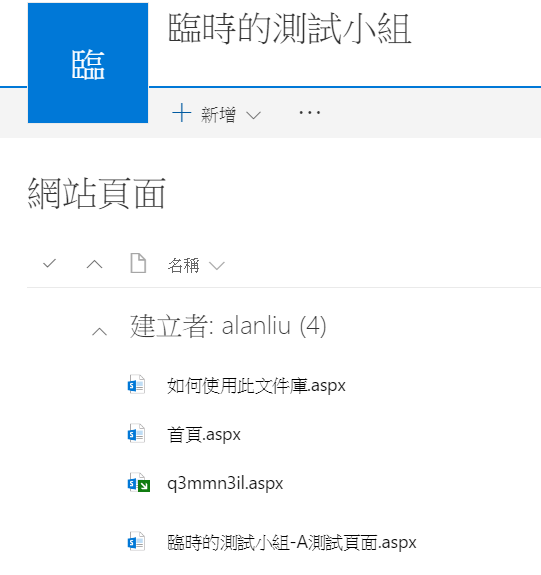 臨
臨時的測試小組
新增
網站頁面
名稱
建立者: alanliu (4)
如何使用此文件庫.aspx
首頁.aspx
q3mmn3il.aspx
臨時的測試小組-A測試頁面.aspx